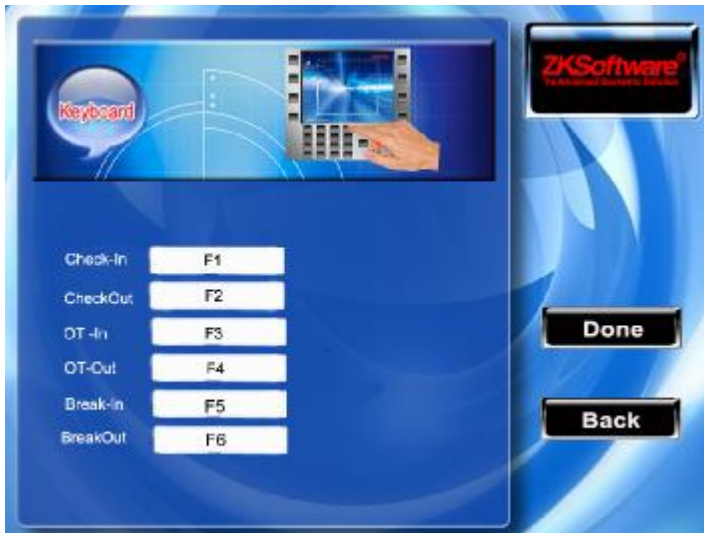 Keyboard
ZKSoftware®
Check-In F1
CheckOut F2
OT -In F3
OT-Out F4
Break-In F5
BreakOut F6
Done
Back